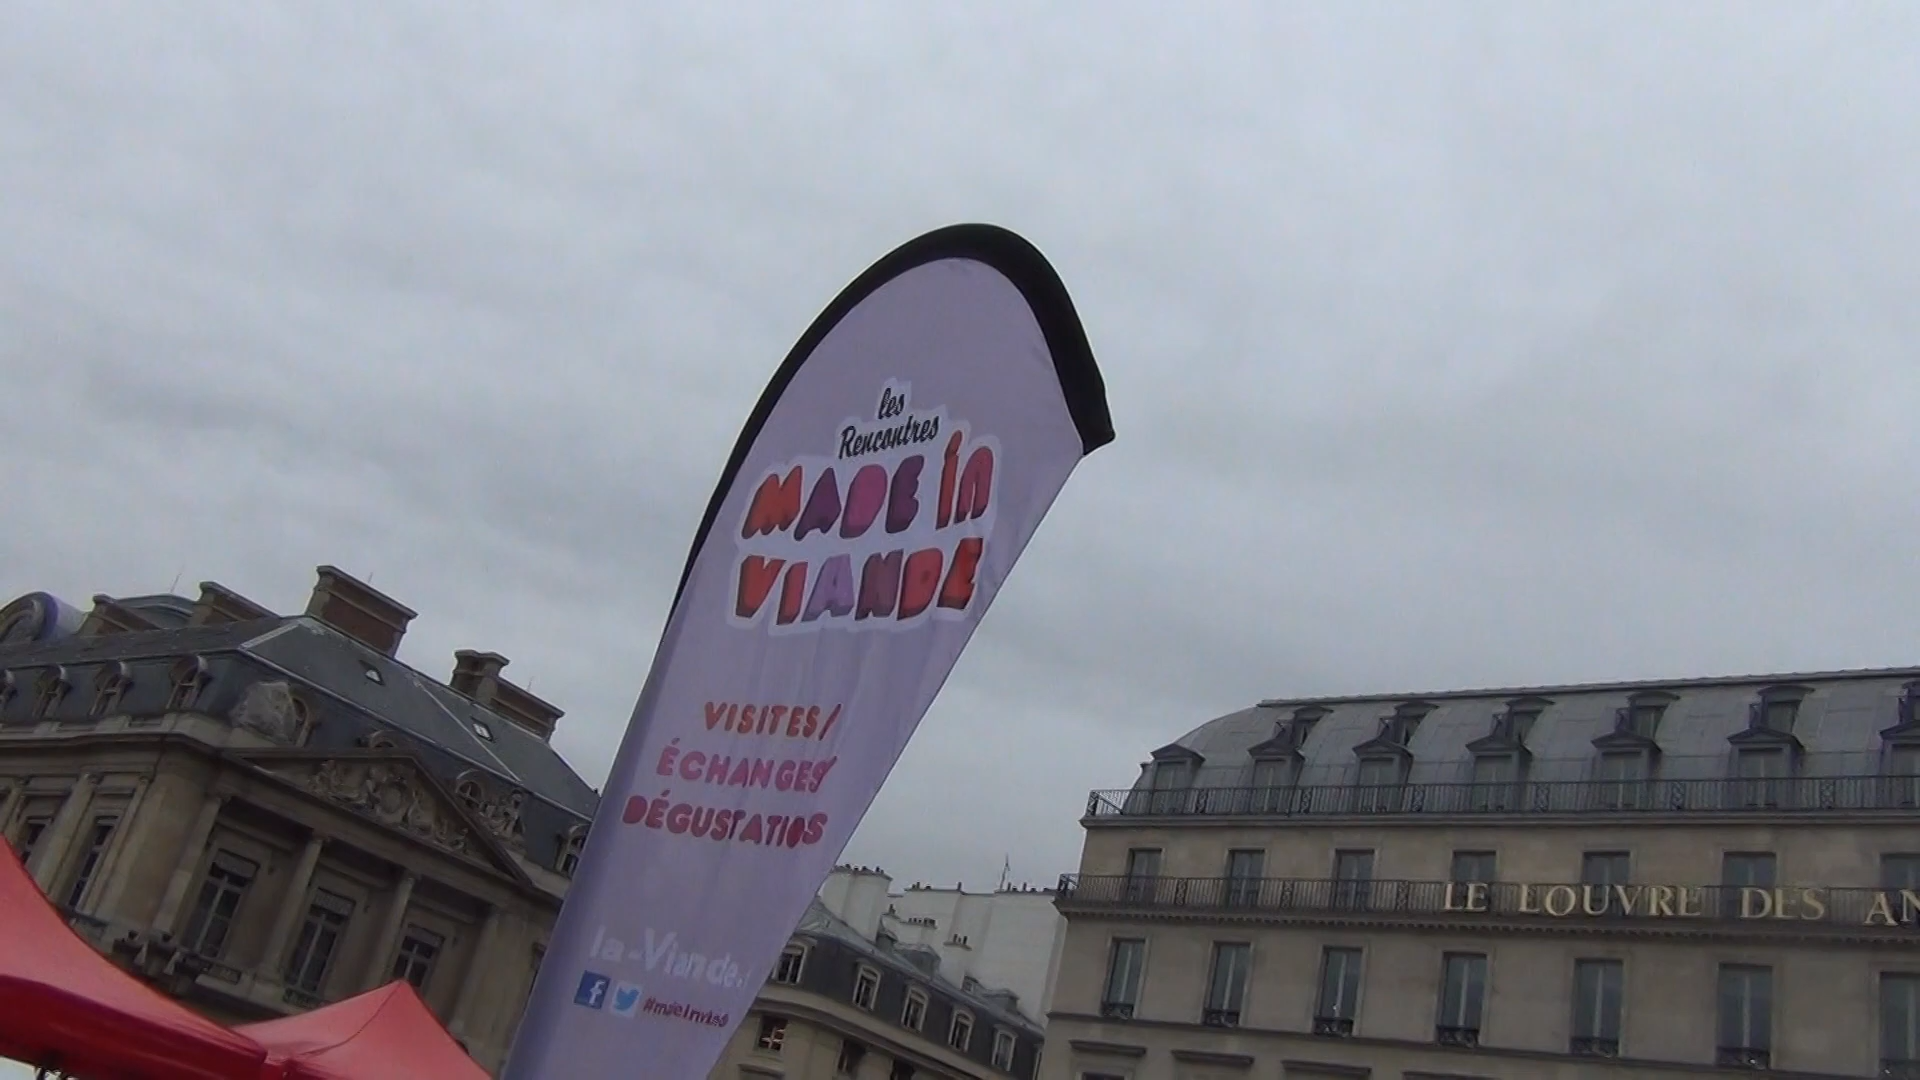 les
Rencontres
MADE in
VIANDE
VISITES/
ÉCHANGES/
DÉGUSTATIOS
la-Viande.
LE LOUVRE DES AN